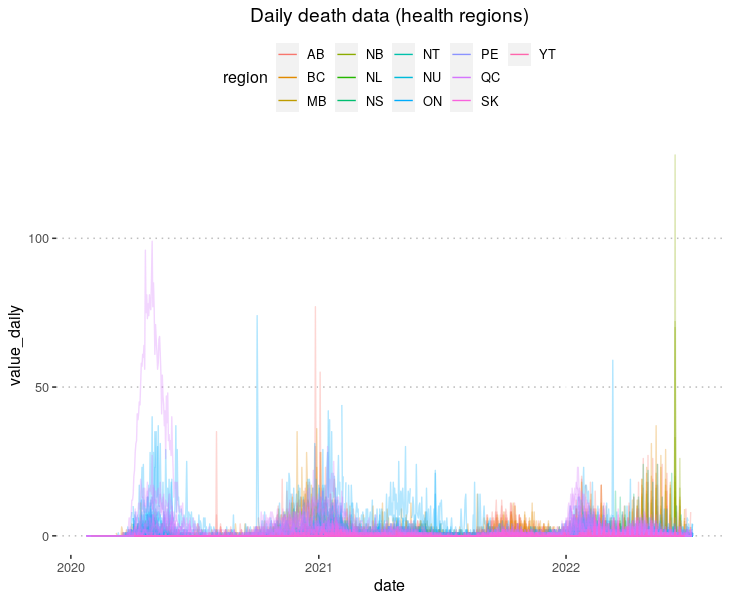 Daily death data (health regions)
AB NB NT PE YT
region BC NL NU QC
MB NS ON SK
100
50
0
value_daily
2020 2021 2022
date